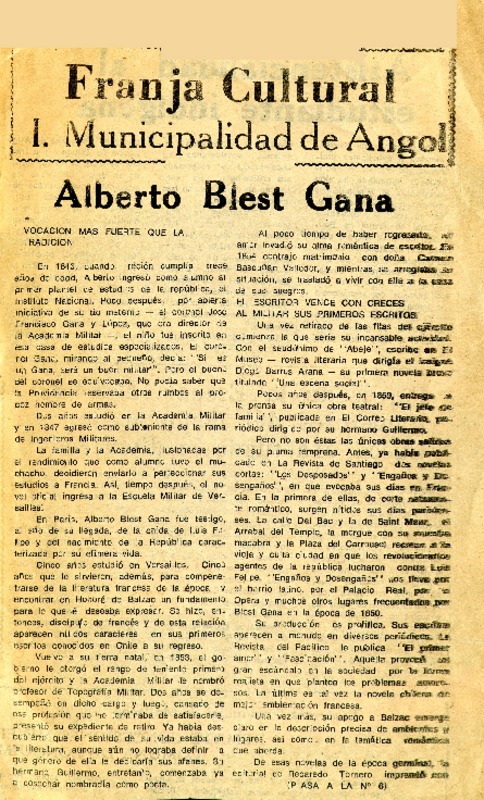 Franja Cultural
I. Municipalidad de Angol
Alberto Blest Gana
VOCACION MAS FUERTE QUE LA
TRADICION
En 1843, cuando recién cumplía trece
años de edad, Alberto ingresó como alumno al
primer plantel de estudios de la república, el
Instituto Nacional. Poco después, por abierta
iniciativa de su tío materno — el coronel José
Francisco Gana y López, que era director de
la Academia Militar —, el niño fue inscrito en
esa casa de estudios especializados. El coro-
nel Gana, mirando al pequeño, decía: "Si es
un Gana, será un buen militar". Pero el bueno
del coronel se equivocaba. No podía saber que
la Providencia reservaba otros rumbos al pro-
hombre de armas.
Dos años estudió en la Academia Militar
y en 1847 egresó como subteniente de la rama
de Ingenieros Militares.
La familia y la Academia, ilusionadas por
el rendimiento que como alumno tuvo el mu-
chacho, decidieron enviarlo a perfeccionar sus
estudios a Francia. Así, tiempo después, el no-
vel oficial ingresa a la Escuela Militar de Ver-
salles.
En París, Alberto Blest Gana fue testigo,
al año de su llegada, de la caída de Luis Fe-
lipe y del nacimiento de la República carac-
terizada por su efímera vida.
Cinco años estudió en Versalles. Cinco
años que le sirvieron, además, para compene-
trarse de la literatura francesa de la época y
encontrar en Honoré de Balzac un fundamento
para lo que él deseaba expresar. Se hizo, en-
tonces, discípulo de francés y de esta relación
aparecen nítidos caracteres en sus primeros
escritos conocidos en Chile a su regreso.
Vuelvo a su tierra natal, en 1853, el go-
bierno le otorgó el rango de teniente primero
del ejército y la Academia Militar le nombró
profesor de Topografía Militar. Dos años se de-
sempeñó en dicho cargo y luego, cansado de
esa profesión que no terminaba de satisfacerle,
presentó su expediente de retiro. Ya había des-
cubierto que el sentido de su vida estaba en
la literatura, aunque aún no lograba definir a
qué género de ella le dedicaría sus afanes. Su
hermano Guillermo, entretanto, comenzaba ya
a cosechar nombradía como poeta.
Al poco tiempo de haber regresado, el
amor invadió su alma romántica de escritor. En
1854 contrajo matrimonio con doña Carmen
Bascuñán Valledor, y mientras se arreglaba su
situación, se trasladó a vivir con ella a la casa
de sus suegros.
EL ESCRITOR VENCE CON CRECES
AL MILITAR SUS PRIMEROS ESCRITOS
Una vez retirado de las filas del ejército
comienza la que sería su incansable actividad.
Con el seudónimo de "Abejé", escribe en El
Museo — revista literaria que dirigía el
Diego Barros Arana — su primera novela breve
titulada "Una escena social".
Pocos años después, en 1859, entrega a
la prensa su única obra teatral: "El jefe de
familia", publicada en El Correo Literario, pe-
riódico dirigido por su hermano Guillermo.
Pero no son éstas las únicas obras salidas
de su pluma temprana. Antes, ya había publi-
cado en La Revista de Santiago dos novelas
cortas: "Los Desposados" y "Engaños y De-
sengaños", en que evocaba sus días en Fran-
cia. En la primera de ellas, de corte netamen-
te romántico, surgen nítidos sus días parisien-
ses. La calle Del Bac y la de Saint Maur, el
Arrabal del Temple, la morgue con su muestra
macabra y la Plaza del Carrousel recrean a la
vieja y culta ciudad en que los revolucionarios
agentes de la república lucharon contra Luis
Felipe. "Engaños y Desengaños" nos lleva por
el barrio latino, por el Palacio Real, por la
Opera y muchos otros lugares frecuentados por
Blest Gana en la época de 1850.
Su producción es prolífica. Sus escritos
aparecen a menudo en diversos periódicos. La
Revista del Pacífico le publica "El primer
amor" y "Fascinación". Aquella provocó un
gran escándalo en la sociedad por la forma
realista en que plantea los problemas amoro-
sos. La última es tal vez la novela chilena de
mejor ambientación francesa.
Una vez más, su apego a Balzac emerge
claro en la descripción precisa de ambientes y
lugares, así como en la temática romántica
que aborda.
De esas novelas de la época germinal, la
editorial de Recaredo Tornero imprimió con
(PASA A LA Nº 6)